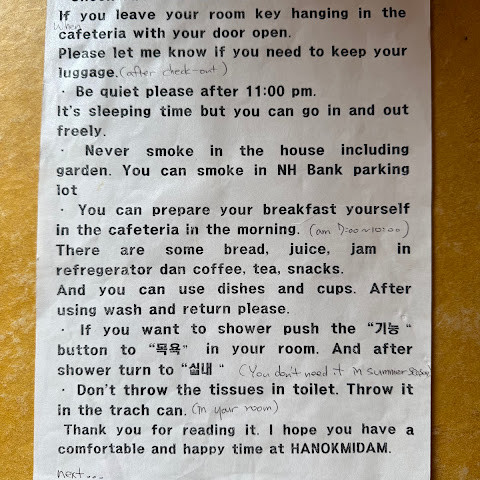 If you leave your room key hanging in the
when
cafeteria with your door open.
Please let me know if you need to keep your
luggage. (after check-out)
· Be quiet please after 11:00 pm.
It's sleeping time but you can go in and out
freely.
· Never smoke in the house including
garden. You can smoke in NH Bank parking
lot
· You can prepare your breakfast yourself
in the cafeteria in the morning. (am 7:00~10:00)
There are some bread, juice, jam in
refregerator dan coffee, tea, snacks.
And you can use dishes and cups. After
using wash and return please.
· If you want to shower push the “기능“
button to “목욕” in your room. And after
shower turn to “실내“ (You don't need it in summer season)
· Don't throw the tissues in toilet. Throw it
in the trach can. (in your room)
Thank you for reading it. I hope you have a
comfortable and happy time at HANOKMIDAM.
next...